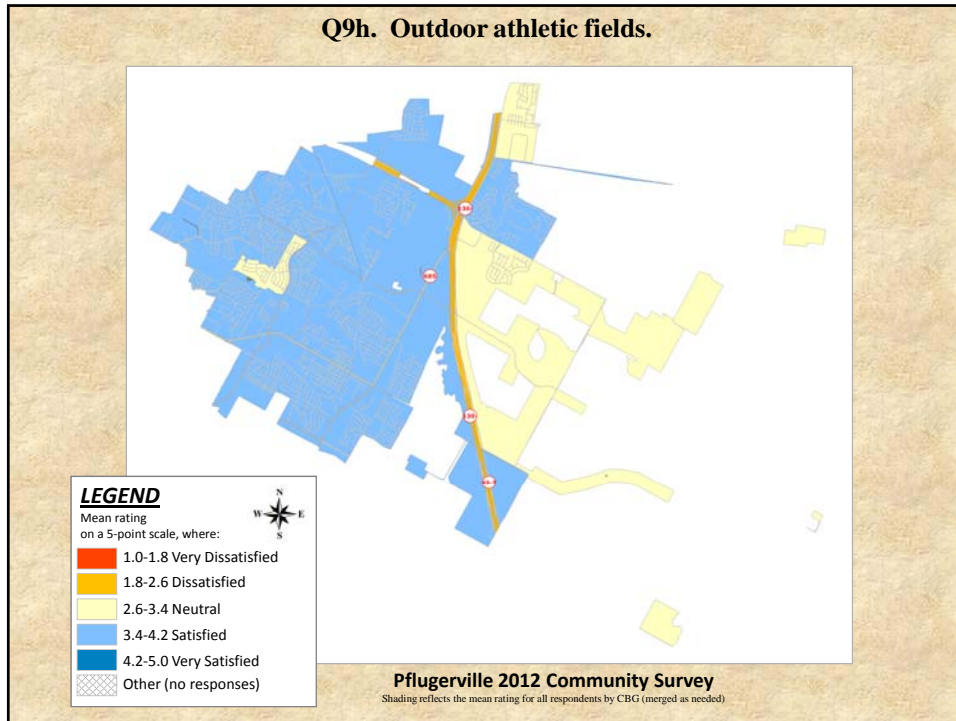 Q9h. Outdoor athletic fields.
130
685
130
LEGEND
Mean rating
on a 5-point scale, where:
N
W
E
S
1.0-1.8 Very Dissatisfied
1.8-2.6 Dissatisfied
2.6-3.4 Neutral
3.4-4.2 Satisfied
4.2-5.0 Very Satisfied
Other (no responses)
Pflugerville 2012 Community Survey
Shading reflects the mean rating for all respondents by CBG (merged as needed)